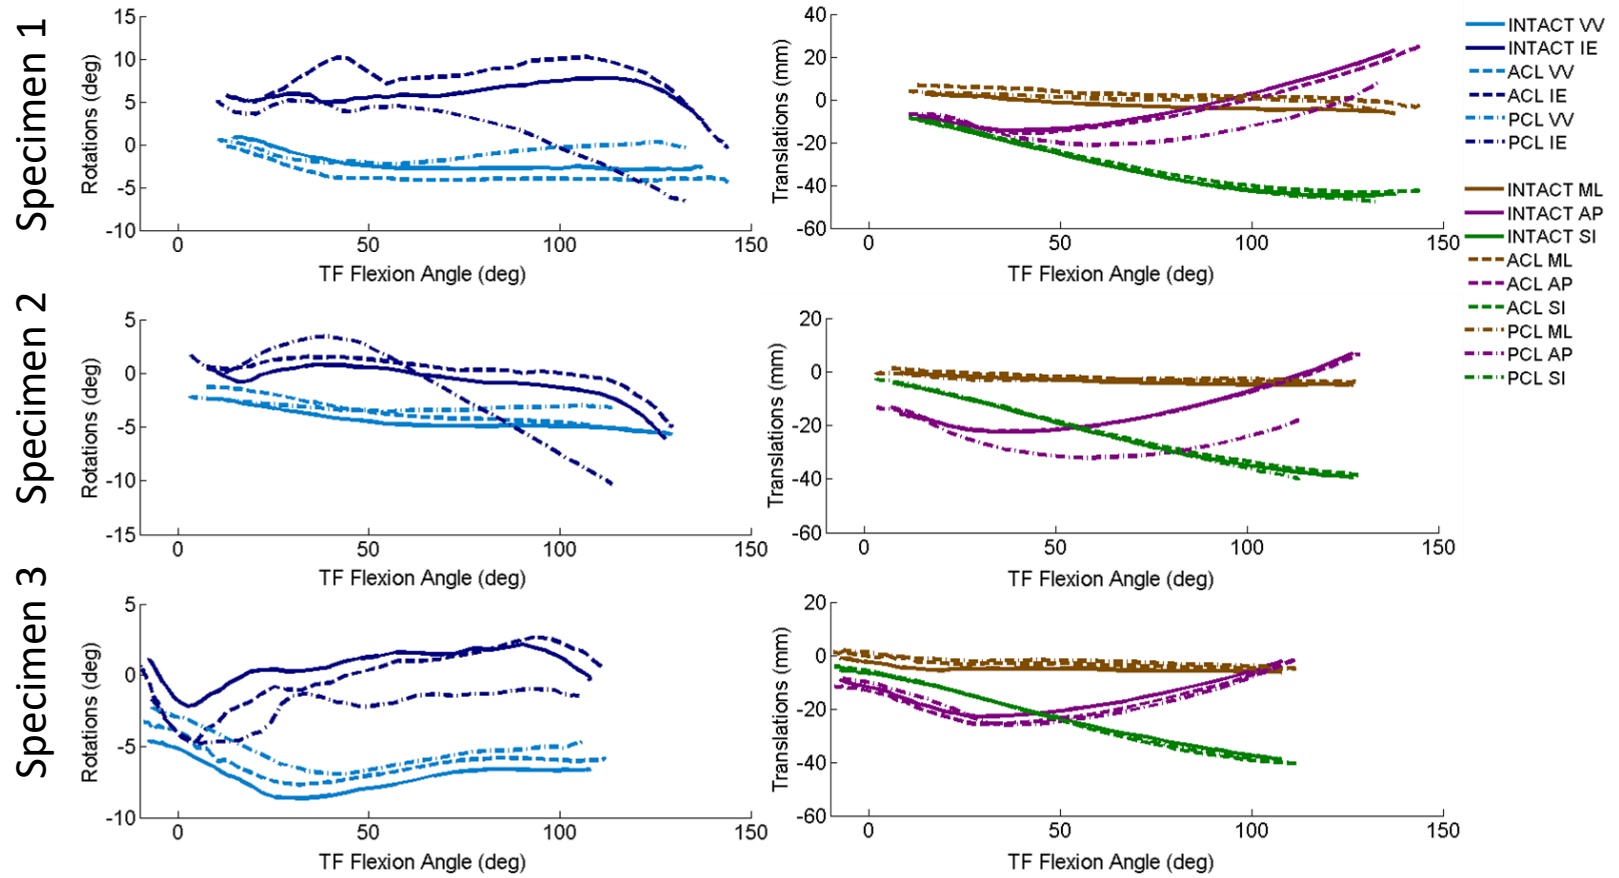 Specimen 1
Rotations (deg)
15
10
5
0
-5
-10
0 50 100 150
TF Flexion Angle (deg)
Translations (mm)
40
20
0
-20
-40
-60
0 50 100 150
TF Flexion Angle (deg)
INTACT VV
INTACT IE
ACL VV
ACL IE
PCL VV
PCL IE
INTACT ML
INTACT AP
INTACT SI
ACL ML
ACL AP
ACL SI
PCL ML
PCL AP
PCL SI
Specimen 2
Rotations (deg)
5
0
-5
-10
-15
0 50 100 150
TF Flexion Angle (deg)
Translations (mm)
20
0
-20
-40
-60
0 50 100 150
TF Flexion Angle (deg)
Specimen 3
Rotations (deg)
5
0
-5
-10
0 50 100 150
TF Flexion Angle (deg)
Translations (mm)
20
0
-20
-40
-60
0 50 100 150
TF Flexion Angle (deg)